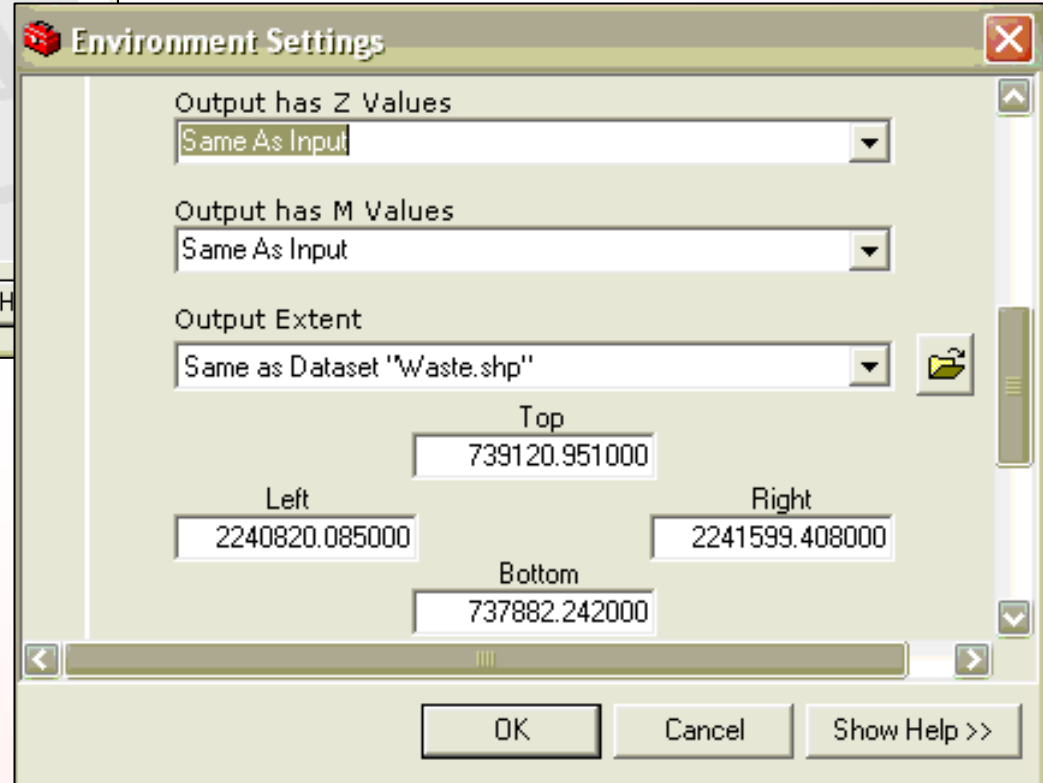 Environment Settings
Output has Z Values
Same As Input
Output has M Values
Same As Input
H
Output Extent
Same as Dataset "Waste.shp"
Top
739120.951000
Left Right
2240820.085000 2241599.408000
Bottom
737882.242000
OK Cancel Show Help >>